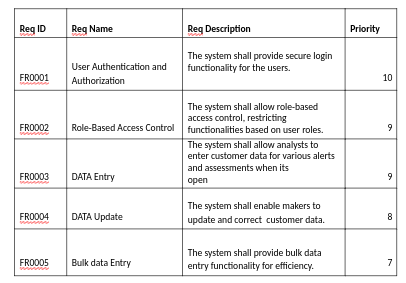 Req ID Req Name Req Description Priority
FR0001 User Authentication and
Authorization The system shall provide secure login
functionality for the users. 10
FR0002 Role-Based Access Control The system shall allow role-based
access control, restricting
functionalities based on user roles. 9
FR0003 DATA Entry The system shall allow analysts to
enter customer data for various alerts
and assessments when its
open 9
FR0004 DATA Update The system shall enable makers to
update and correct customer data. 8
FR0005 Bulk data Entry The system shall provide bulk data
entry functionality for efficiency. 7